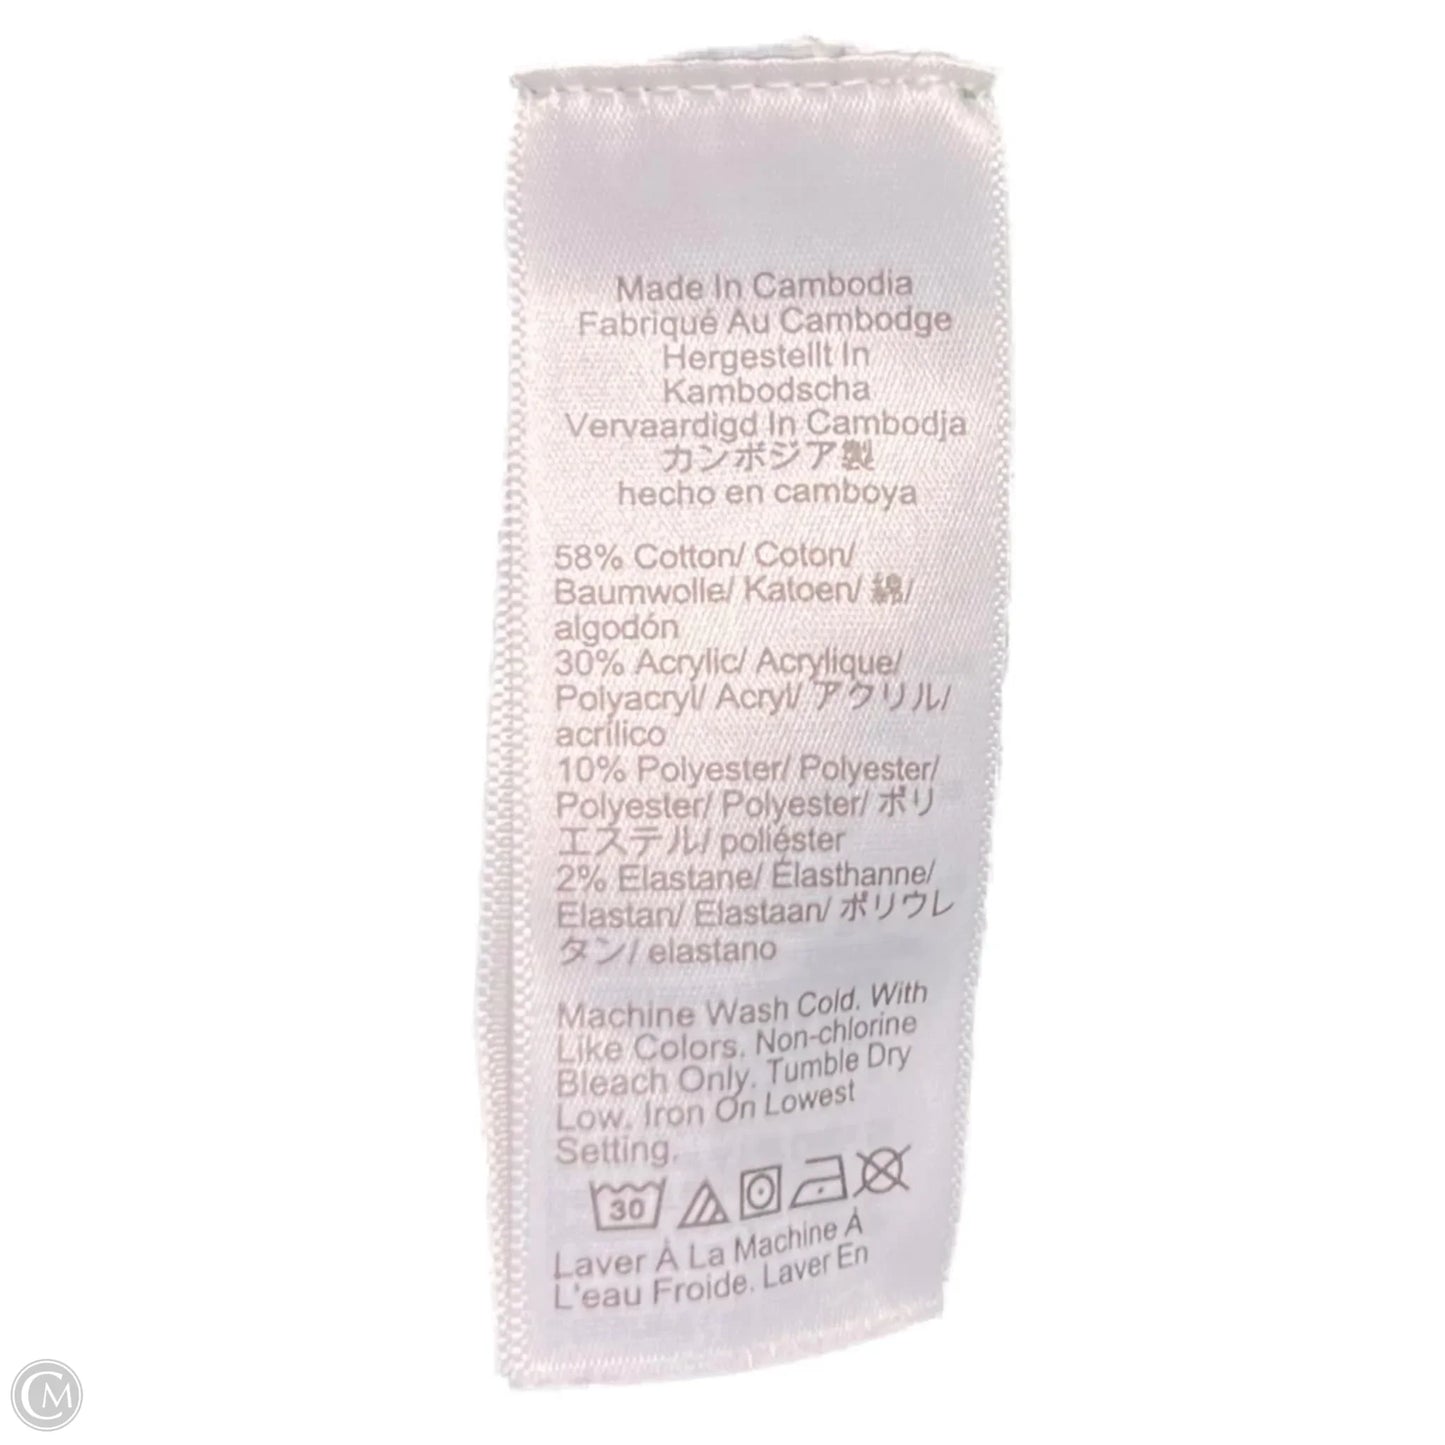 Made In Cambodia
Fabriqué Au Cambodge
Hergestellt In
Kambodscha
Vervaardigd In Cambodja
カンボジア製
hecho en camboya
58% Cotton/ Coton/
Baumwolle/ Katoen/ 綿/
algodón
30% Acrylic/ Acrylique/
Polyacryl/ Acryl/ アクリル/
acrílico
10% Polyester/ Polyester/
Polyester/ Polyester/ ポリ
エステル/ poliéster
2% Elastane/ Élasthanne/
Elastan/ Elastaan/ ポリウレ
タン/ elastano
Machine Wash Cold. With
Like Colors. Non-chlorine
Bleach Only. Tumble Dry
Low. Iron On Lowest
Setting.
30
Laver À La Machine À
L'eau Froide. Laver En
CM